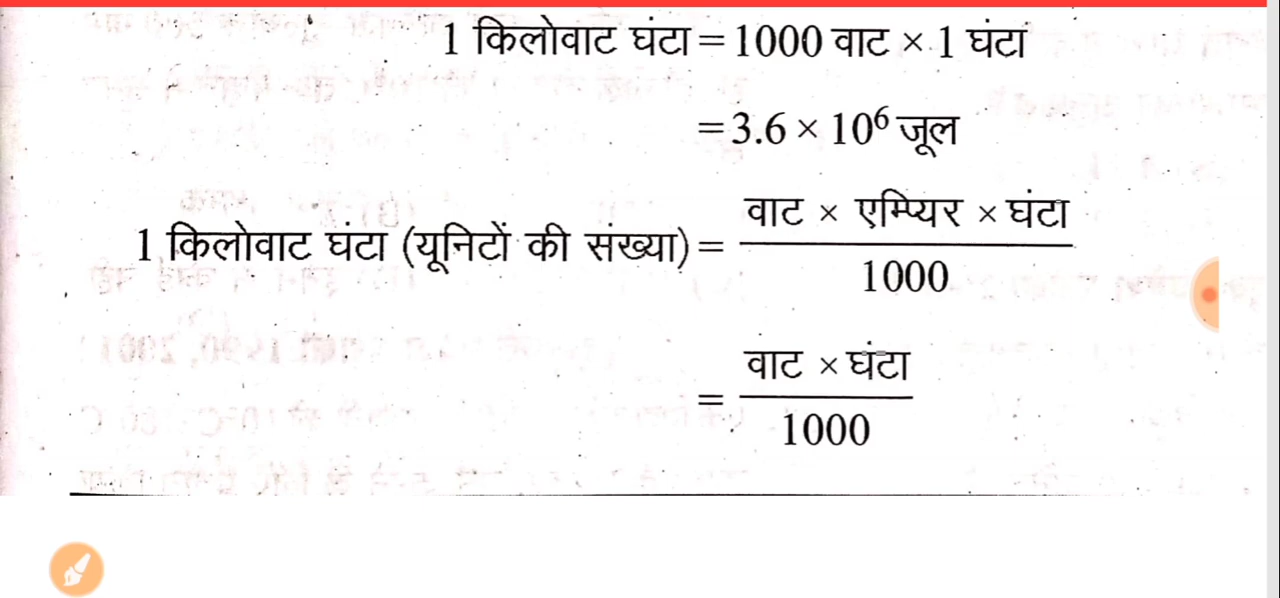 1 किलोवाट घंटा = 1000 वाट × 1 घंटा
= 3.6 × 10⁶ जूल
1 किलोवाट घंटा (यूनिटों की संख्या) = वाट × एम्पियर × घंटा
1000
= वाट × घंटा
1000